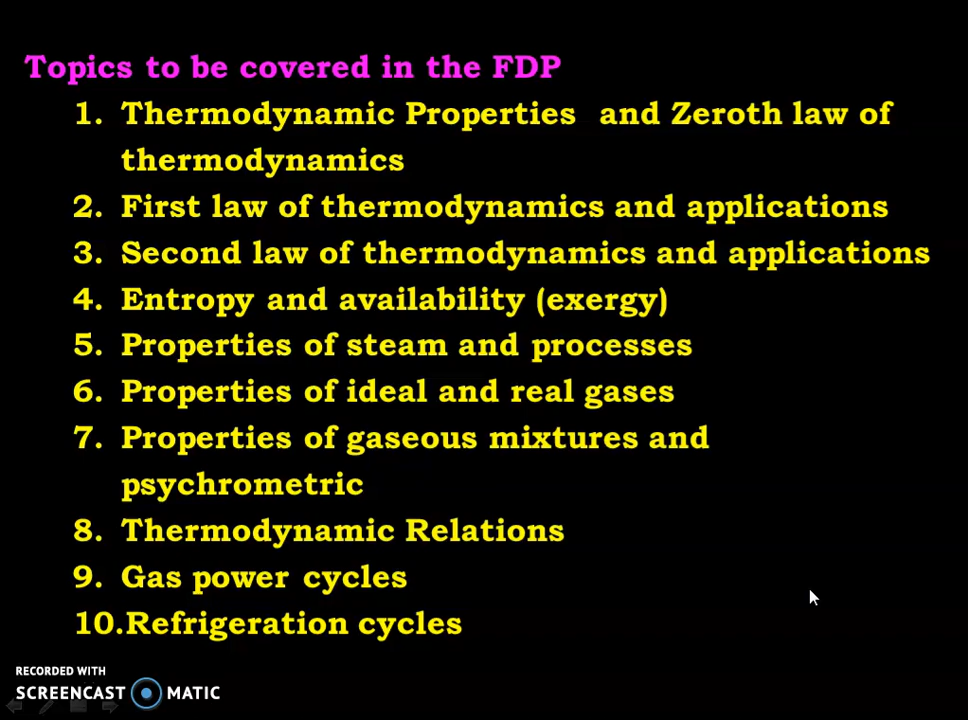 Topics to be covered in the FDP
1. Thermodynamic Properties and Zeroth law of
thermodynamics
2. First law of thermodynamics and applications
3. Second law of thermodynamics and applications
4. Entropy and availability (exergy)
5. Properties of steam and processes
6. Properties of ideal and real gases
7. Properties of gaseous mixtures and
psychrometric
8. Thermodynamic Relations
9. Gas power cycles
10.Refrigeration cycles
RECORDED WITH
SCREENCAST MATIC